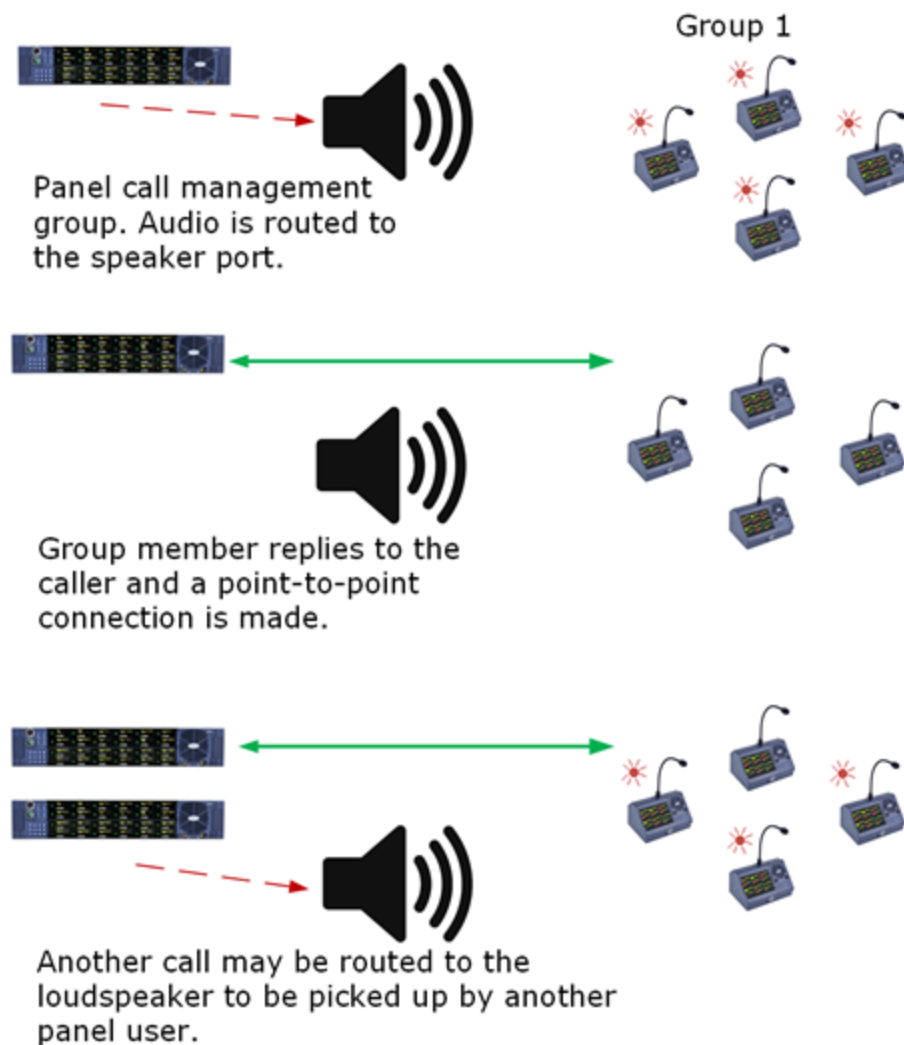 Group 1
Panel call management
group. Audio is routed to
the speaker port.
Group member replies to the
caller and a point-to-point
connection is made.
Another call may be routed to the
loudspeaker to be picked up by another
panel user.